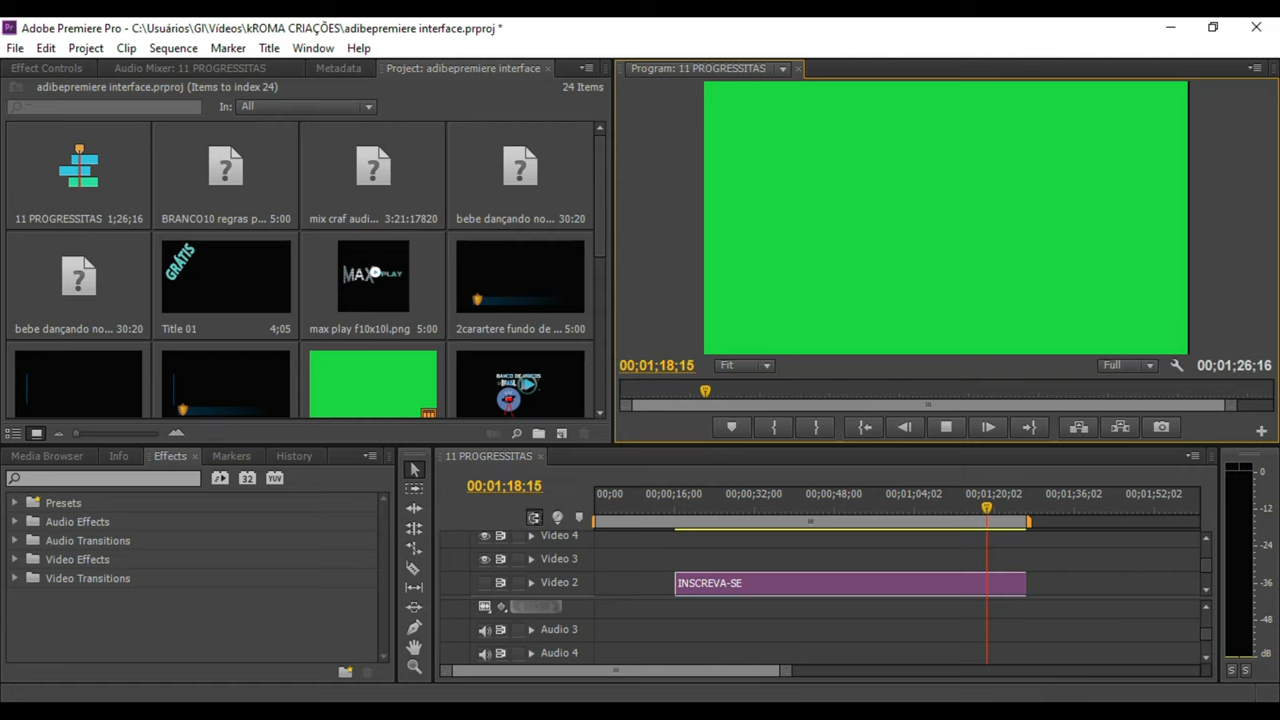 Adobe Premiere Pro - C:\Usuários\GI\Vídeos\kROMA CRIAÇÕES\adibepremiere interface.prproj *
File Edit Project Clip Sequence Marker Title Window Help
Effect Controls Audio Mixer: 11 PROGRESSITAS Metadata Project: adibepremiere interface
adibepremiere interface.prproj (Items to index 24) 24 Items
In: All
11 PROGRESSITAS 1;26;16 BRANCO10 regras p... 5:00 mix craf audi... 3:21:17820 bebe dançando no... 30:20
GRÁTIS
MAX PLAY
bebe dançando no... 30:20 Title 01 4;05 max play f10x10l.png 5:00 2carartere fundo de ... 5:00
BRASIL
Program: 11 PROGRESSITAS
00;01;18;15 Fit Full 00;01;26;16
Media Browser Info Effects Markers History
32 YUV
Presets
Audio Effects
Audio Transitions
Video Effects
Video Transitions
11 PROGRESSITAS
00;01;18;15
00;00 00;00;16;00 00;00;32;00 00;00;48;00 00;01;04;02 00;01;20;02 00;01;36;02 00;01;52;02
Video 4
Video 3
Video 2 INSCREVA-SE
Audio 3
Audio 4
0
-12
-24
-36
-48
dB
S S